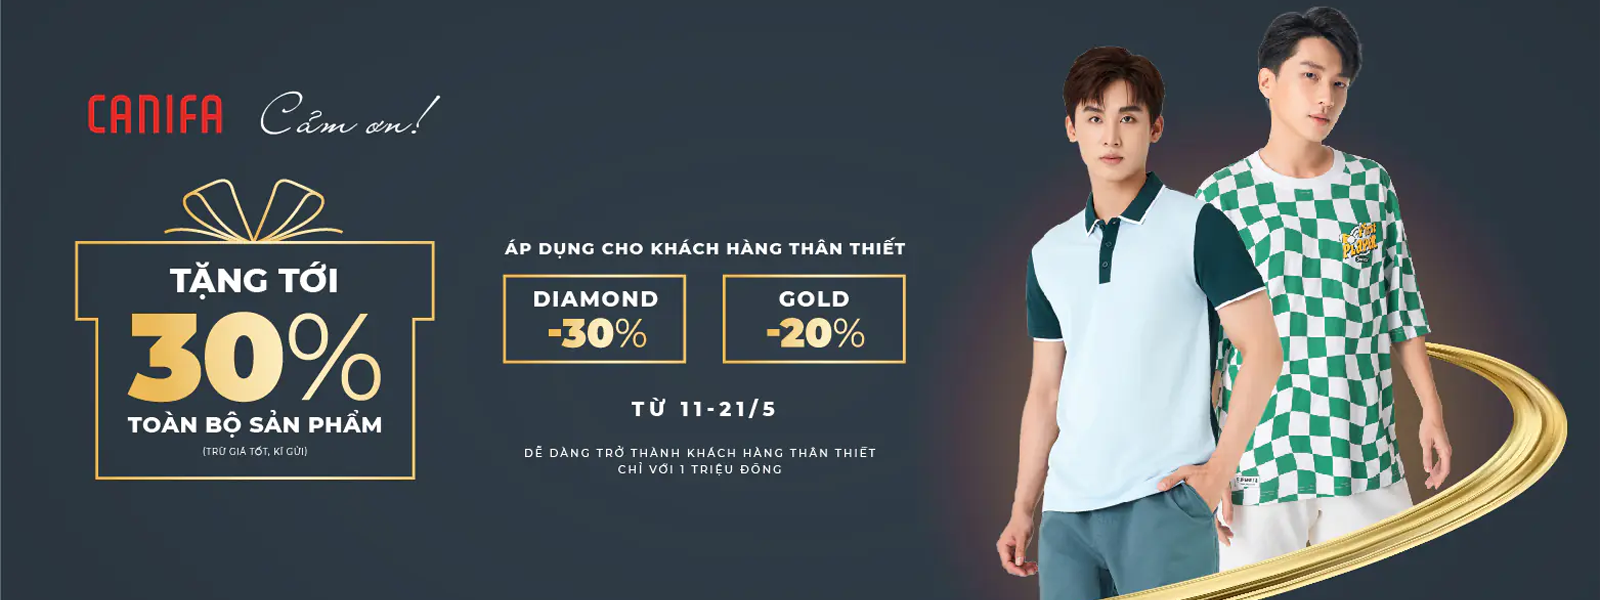 CANIFA Cảm ơn!
TẶNG TỚI
30%
TOÀN BỘ SẢN PHẨM
(TRỪ GIÁ TỐT, KÍ GỬI)
ÁP DỤNG CHO KHÁCH HÀNG THÂN THIẾT
DIAMOND
-30%
GOLD
-20%
TỪ 11-21/5
DỄ DÀNG TRỞ THÀNH KHÁCH HÀNG THÂN THIẾT
CHỈ VỚI 1 TRIỆU ĐỒNG